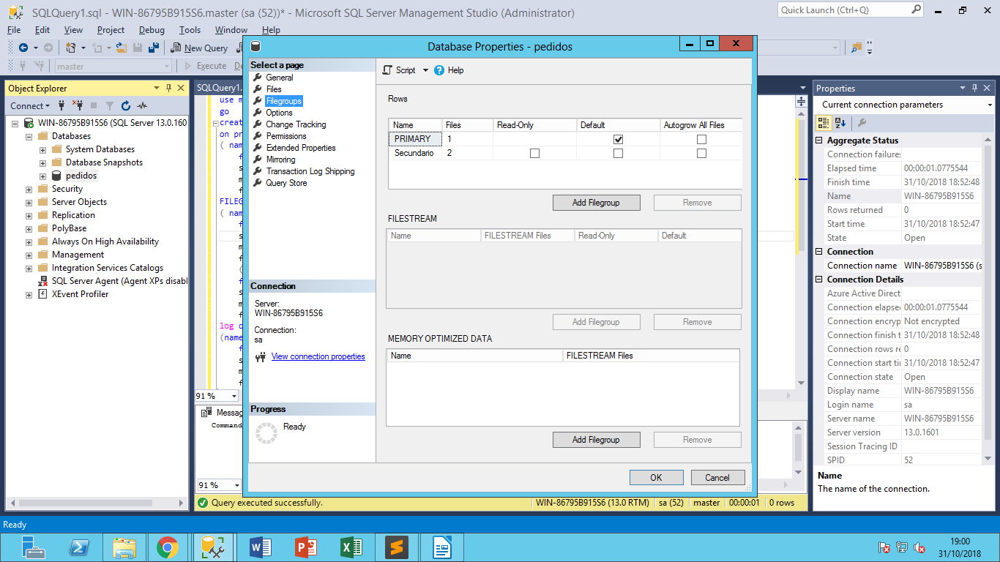 SQLQuery1.sql - WIN-86795B915S6.master (sa (52))* - Microsoft SQL Server Management Studio (Administrator)
Quick Launch (Ctrl+Q)
File Edit View Project Debug Tools Window Help
New Query
master
Execute
Object Explorer
Connect
WIN-86795B915S6 (SQL Server 13.0.160
Databases
System Databases
Database Snapshots
pedidos
Security
Server Objects
Replication
PolyBase
Always On High Availability
Management
Integration Services Catalogs
SQL Server Agent (Agent XPs disabl
XEvent Profiler
SQLQuery1.
use m
go
creat
on pr
( nam
f
s
m
f
FILEG
( nam
f
s
m
f
(
f
s
m
f
log o
(name
f
s
m
f
91 %
Messag
Command
91 %
Database Properties - pedidos
Select a page
General
Files
Filegroups
Options
Change Tracking
Permissions
Extended Properties
Mirroring
Transaction Log Shipping
Query Store
Connection
Server:
WIN-86795B915S6
Connection:
sa
View connection properties
Progress
Ready
Script Help
Rows
Name Files Read-Only Default Autogrow All Files
PRIMARY 1
Secundario 2
Add Filegroup Remove
FILESTREAM
Name FILESTREAM Files Read-Only Default
Add Filegroup Remove
MEMORY OPTIMIZED DATA
Name FILESTREAM Files
Add Filegroup Remove
OK Cancel
Properties
Current connection parameters
Aggregate Status
Connection failures
Elapsed time 00:00:01.0775544
Finish time 31/10/2018 18:52:48
Name WIN-86795B915S6
Rows returned 0
Start time 31/10/2018 18:52:47
State Open
Connection
Connection name WIN-86795B915S6 (s
Connection Details
Azure Active Direct
Connection elapse 00:00:01.0775544
Connection encryp Not encrypted
Connection finish t 31/10/2018 18:52:48
Connection rows re 0
Connection start ti 31/10/2018 18:52:47
Connection state Open
Display name WIN-86795B915S6
Login name sa
Server name WIN-86795B915S6
Server version 13.0.1601
Session Tracing ID
SPID 52
Name
The name of the connection.
Query executed successfully. WIN-86795B915S6 (13.0 RTM) sa (52) master 00:00:01 0 rows
Ready
19:00
31/10/2018